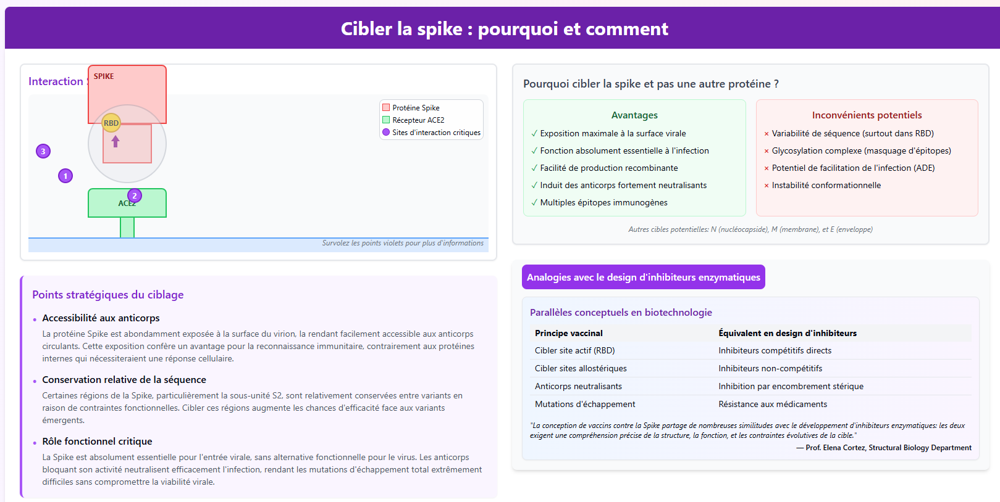 Cibler la spike : pourquoi et comment
Interaction
SPIKE
RBD
3
1
2
ACE2
Protéine Spike
Récepteur ACE2
Sites d'interaction critiques
Survolez les points violets pour plus d'informations
Points stratégiques du ciblage
• Accessibilité aux anticorps
La protéine Spike est abondamment exposée à la surface du virion, la rendant facilement accessible aux anticorps
circulants. Cette exposition confère un avantage pour la reconnaissance immunitaire, contrairement aux protéines
internes qui nécessiteraient une réponse cellulaire.
• Conservation relative de la séquence
Certaines régions de la Spike, particulièrement la sous-unité S2, sont relativement conservées entre variants en
raison de contraintes fonctionnelles. Cibler ces régions augmente les chances d'efficacité face aux variants
émergents.
• Rôle fonctionnel critique
La Spike est absolument essentielle pour l'entrée virale, sans alternative fonctionnelle pour le virus. Les anticorps
bloquant son activité neutralisent efficacement l'infection, rendant les mutations d'échappement total extrêmement
difficiles sans compromettre la viabilité virale.
Pourquoi cibler la spike et pas une autre protéine ?
Avantages
✓ Exposition maximale à la surface virale
✓ Fonction absolument essentielle à l'infection
✓ Facilité de production recombinante
✓ Induit des anticorps fortement neutralisants
✓ Multiples épitopes immunogènes
Inconvénients potentiels
× Variabilité de séquence (surtout dans RBD)
× Glycosylation complexe (masquage d'épitopes)
× Potentiel de facilitation de l'infection (ADE)
× Instabilité conformationnelle
Autres cibles potentielles: N (nucléocapside), M (membrane), et E (enveloppe)
Analogies avec le design d'inhibiteurs enzymatiques
Parallèles conceptuels en biotechnologie
Principe vaccinal Équivalent en design d'inhibiteurs
Cibler site actif (RBD) Inhibiteurs compétitifs directs
Cibler sites allostériques Inhibiteurs non-compétitifs
Anticorps neutralisants Inhibition par encombrement stérique
Mutations d'échappement Résistance aux médicaments
"La conception de vaccins contre la Spike partage de nombreuses similitudes avec le développement d'inhibiteurs enzymatiques: les deux
exigent une compréhension précise de la structure, la fonction, et les contraintes évolutives de la cible."
— Prof. Elena Cortez, Structural Biology Department